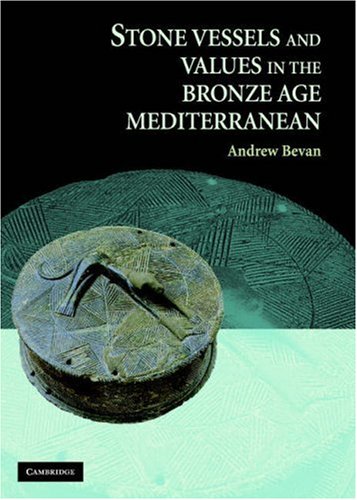 STONE VESSELS AND
VALUES IN THE
BRONZE AGE
MEDITERRANEAN
Andrew Bevan
CAMBRIDGE